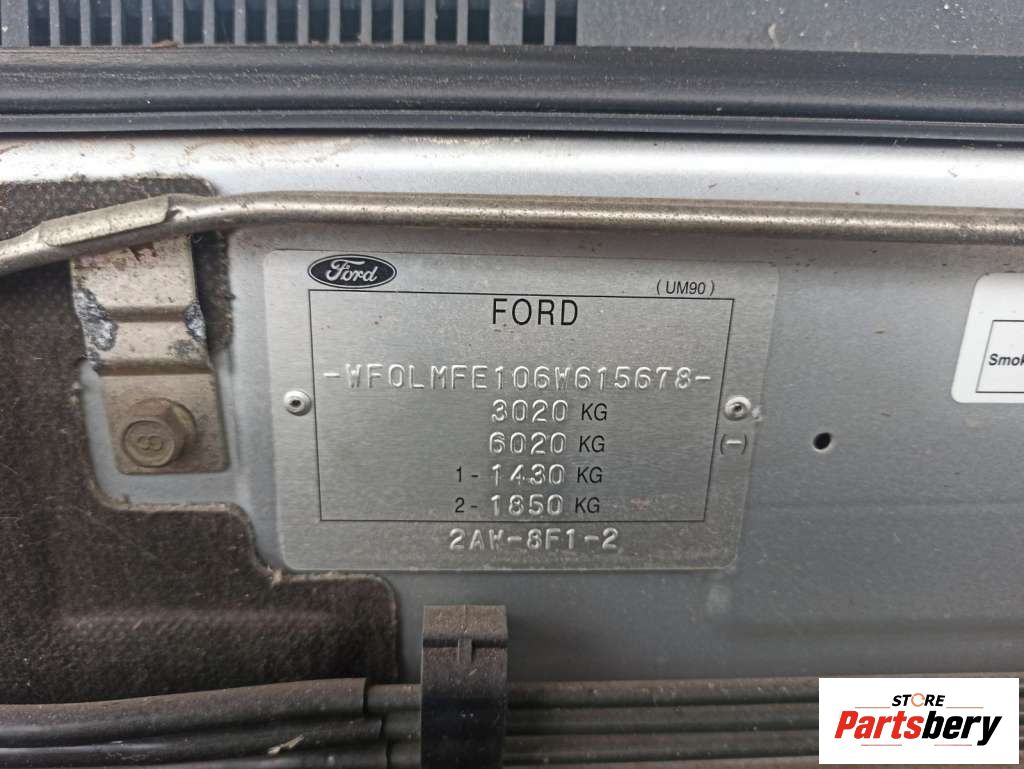 Ford
( UM90 )
FORD
-WF0LMFE106W615678-
3020 KG
6020 KG
(-)
1 - 1430 KG
2 - 1850 KG
2AW-8F1-2
Smok
8
STORE
Partsbery